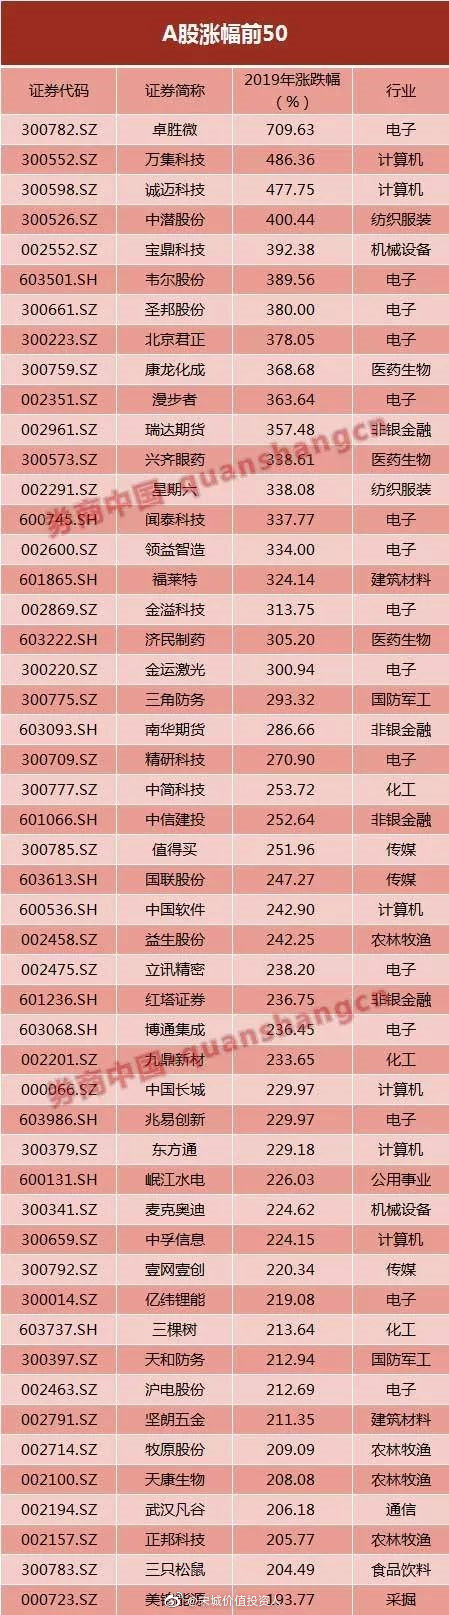 A股涨幅前50
证券代码 证券简称 2019年涨跌幅（%） 行业
300782.SZ 卓胜微 709.63 电子
300552.SZ 万集科技 486.36 计算机
300598.SZ 诚迈科技 477.75 计算机
300526.SZ 中潜股份 400.44 纺织服装
002552.SZ 宝鼎科技 392.38 机械设备
603501.SH 韦尔股份 389.56 电子
300661.SZ 圣邦股份 380.00 电子
300223.SZ 北京君正 378.05 电子
300759.SZ 康龙化成 368.68 医药生物
002351.SZ 漫步者 363.64 电子
002961.SZ 瑞达期货 357.48 非银金融
300573.SZ 兴齐眼药 338.61 医药生物
002291.SZ 星期六 338.08 纺织服装
600745.SH 闻泰科技 337.77 电子
002600.SZ 领益智造 334.00 电子
601865.SH 福莱特 324.14 建筑材料
002869.SZ 金溢科技 313.75 电子
603222.SH 济民制药 305.20 医药生物
300220.SZ 金运激光 300.94 电子
300775.SZ 三角防务 293.32 国防军工
603093.SH 南华期货 286.66 非银金融
300709.SZ 精研科技 270.90 电子
300777.SZ 中简科技 253.72 化工
601066.SH 中信建投 252.64 非银金融
300785.SZ 值得买 251.96 传媒
603613.SH 国联股份 247.27 传媒
600536.SH 中国软件 242.90 计算机
002458.SZ 益生股份 242.25 农林牧渔
002475.SZ 立讯精密 238.20 电子
601236.SH 红塔证券 236.75 非银金融
603068.SH 博通集成 236.45 电子
002201.SZ 九鼎新材 233.65 化工
000066.SZ 中国长城 229.97 计算机
603986.SH 兆易创新 229.97 电子
300379.SZ 东方通 229.18 计算机
600131.SH 岷江水电 226.03 公用事业
300341.SZ 麦克奥迪 224.62 机械设备
300659.SZ 中孚信息 224.15 计算机
300792.SZ 壹网壹创 220.34 传媒
300014.SZ 亿纬锂能 219.08 电子
603737.SH 三棵树 213.64 化工
300397.SZ 天和防务 212.94 国防军工
002463.SZ 沪电股份 212.69 电子
002791.SZ 坚朗五金 211.35 建筑材料
002714.SZ 牧原股份 209.09 农林牧渔
002100.SZ 天康生物 208.08 农林牧渔
002194.SZ 武汉凡谷 206.18 通信
002157.SZ 正邦科技 205.77 农林牧渔
300783.SZ 三只松鼠 204.49 食品饮料
000723.SZ 美锦能源 193.77 采掘
券商中国 quanshangcn
券商中国 quanshangcn
价值投资